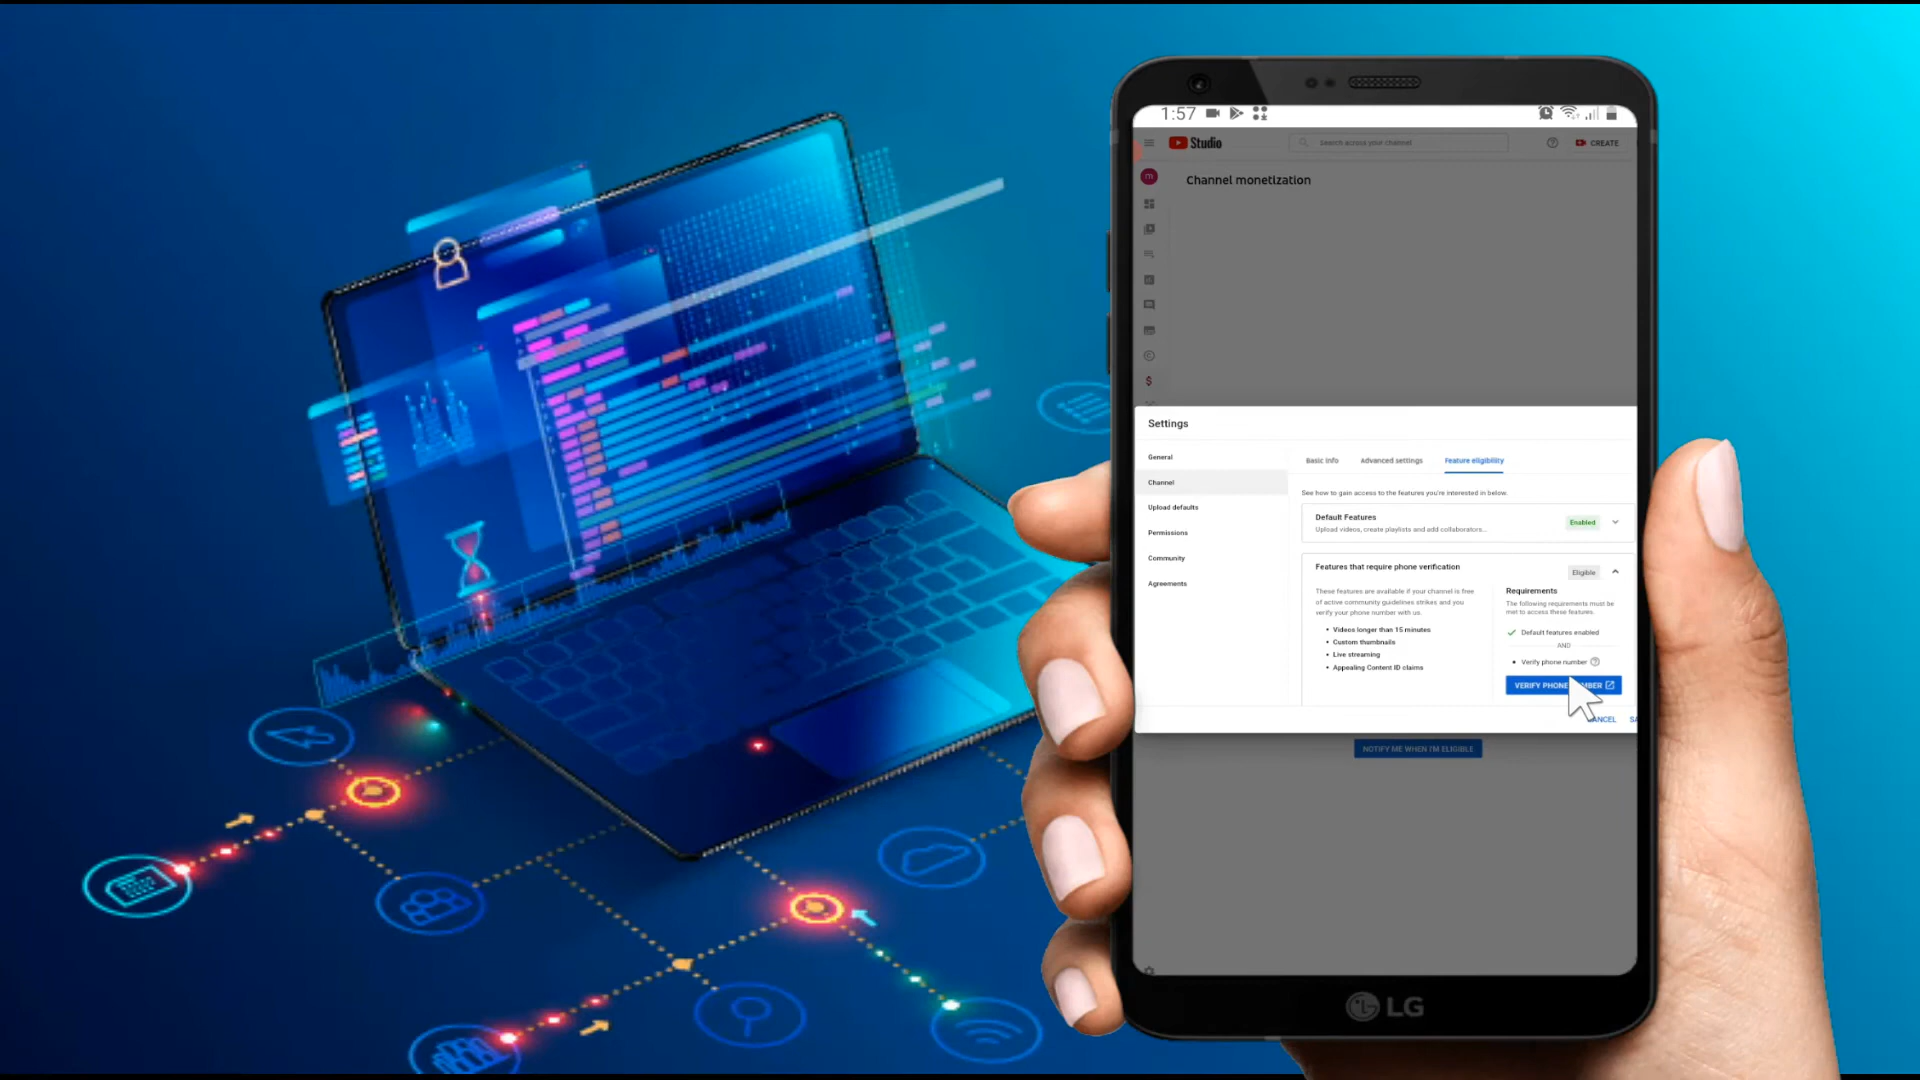 1:57
Studio
Search across your channel
CREATE
m
Channel monetization
Settings
General
Channel
Upload defaults
Permissions
Community
Agreements
Basic info
Advanced settings
Feature eligibility
See how to gain access to the features you're interested in below.
Default Features
Upload videos, create playlists and add collaborators...
Enabled
Features that require phone verification
Eligible
These features are available if your channel is free
of active community guidelines strikes and you
verify your phone number with us.
• Videos longer than 15 minutes
• Custom thumbnails
• Live streaming
• Appealing Content ID claims
Requirements
The following requirements must be
met to access these features.
Default features enabled
AND
• Verify phone number
VERIFY PHONE
NOTIFY ME WHEN I'M ELIGIBLE
LG